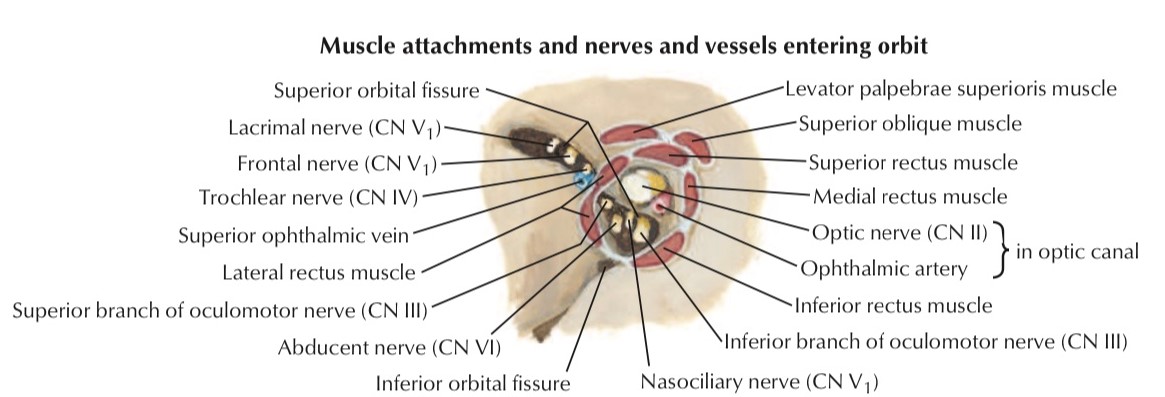 Muscle attachments and nerves and vessels entering orbit
Superior orbital fissure
Lacrimal nerve (CN V1)
Frontal nerve (CN V1)
Trochlear nerve (CN IV)
Superior ophthalmic vein
Lateral rectus muscle
Superior branch of oculomotor nerve (CN III)
Abducent nerve (CN VI)
Inferior orbital fissure
Levator palpebrae superioris muscle
Superior oblique muscle
Superior rectus muscle
Medial rectus muscle
Optic nerve (CN II)
in optic canal
Ophthalmic artery
Inferior rectus muscle
Inferior branch of oculomotor nerve (CN III)
Nasociliary nerve (CN V1)